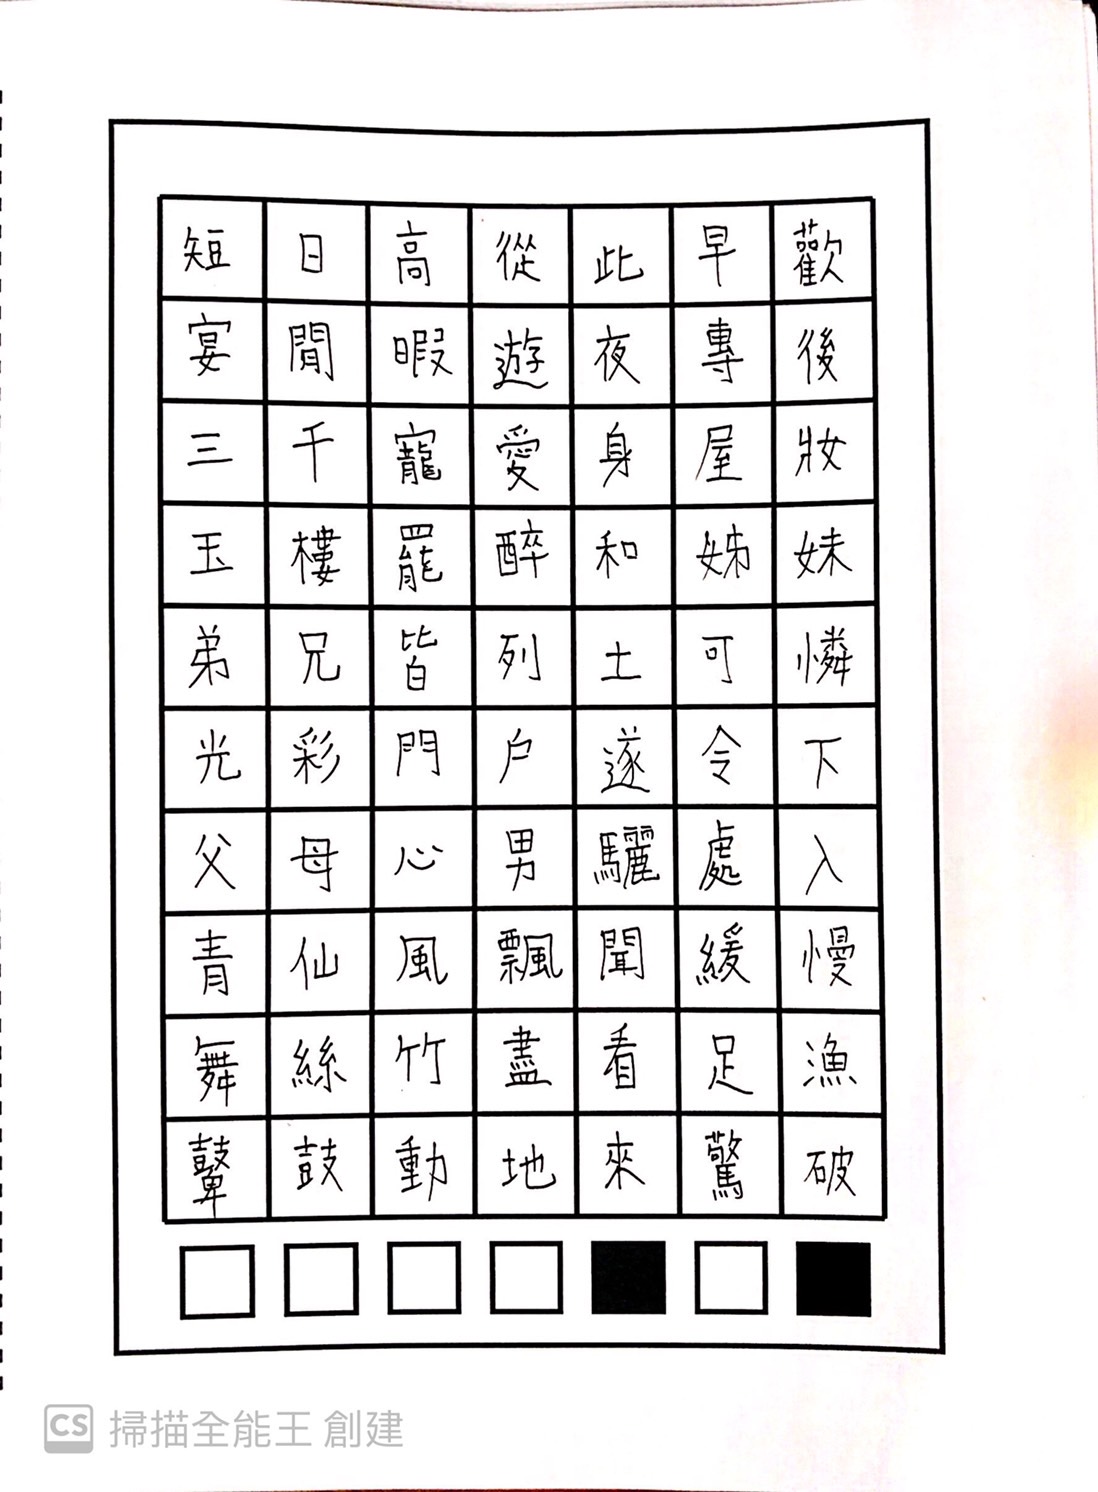 短日高從此早歡
宴閒暇遊夜專後
三千寵愛身屋妝
玉樓罷醉和姊妹
弟兄皆列土可憐
光彩門戶遂令下
父母心男驪處入
青仙風飄聞緩慢
舞絲竹盡看足漁
鼙鼓動地來驚破
CS 掃描全能王 創建